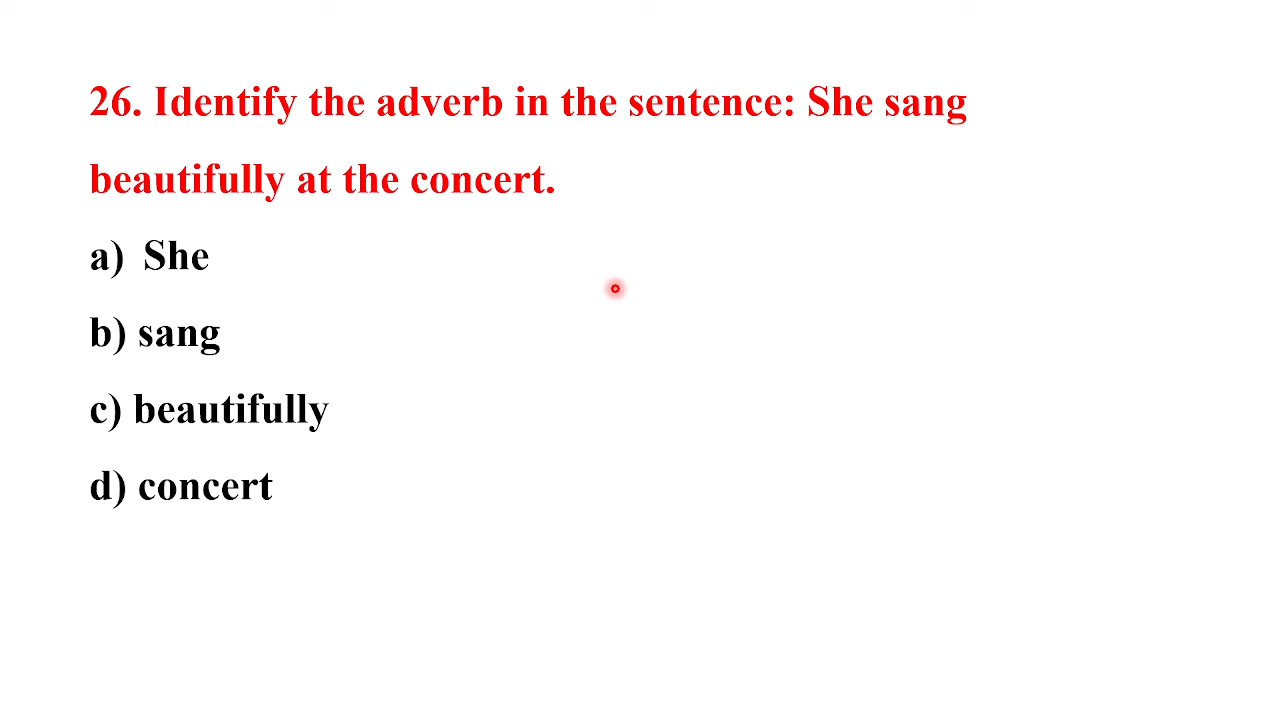 26. Identify the adverb in the sentence: She sang
beautifully at the concert.
a) She
b) sang
c) beautifully
d) concert